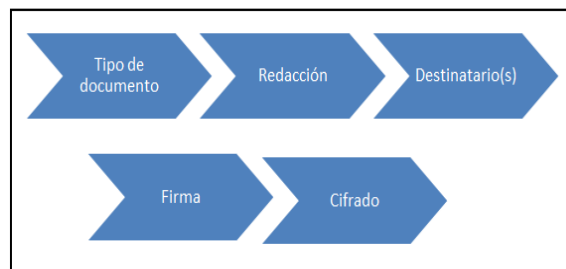 Tipo de
documento
Redacción
Destinatario(s)
Firma
Cifrado